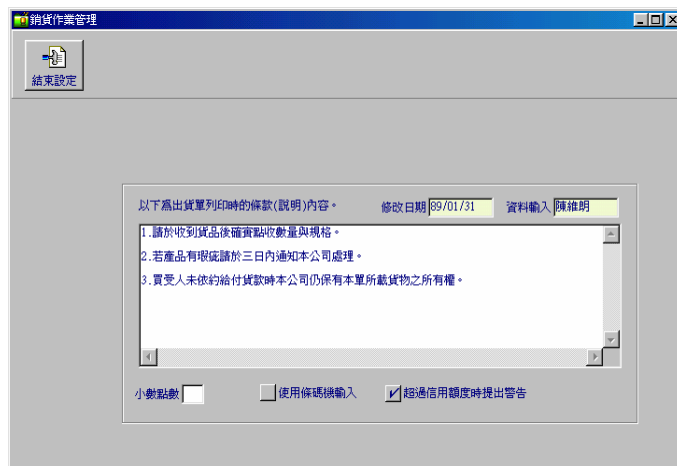 銷貨作業管理
結束設定
以下為出貨單列印時的條款(說明)內容。 修改日期 89/01/31 資料輸入 陳維明
1.請於收到貨品後確實點收數量與規格。
2.若產品有瑕疵請於三日內通知本公司處理。
3.買受人未依約給付貨款時本公司仍保有本單所載貨物之所有權。
小數點數 使用條碼機輸入 超過信用額度時提出警告